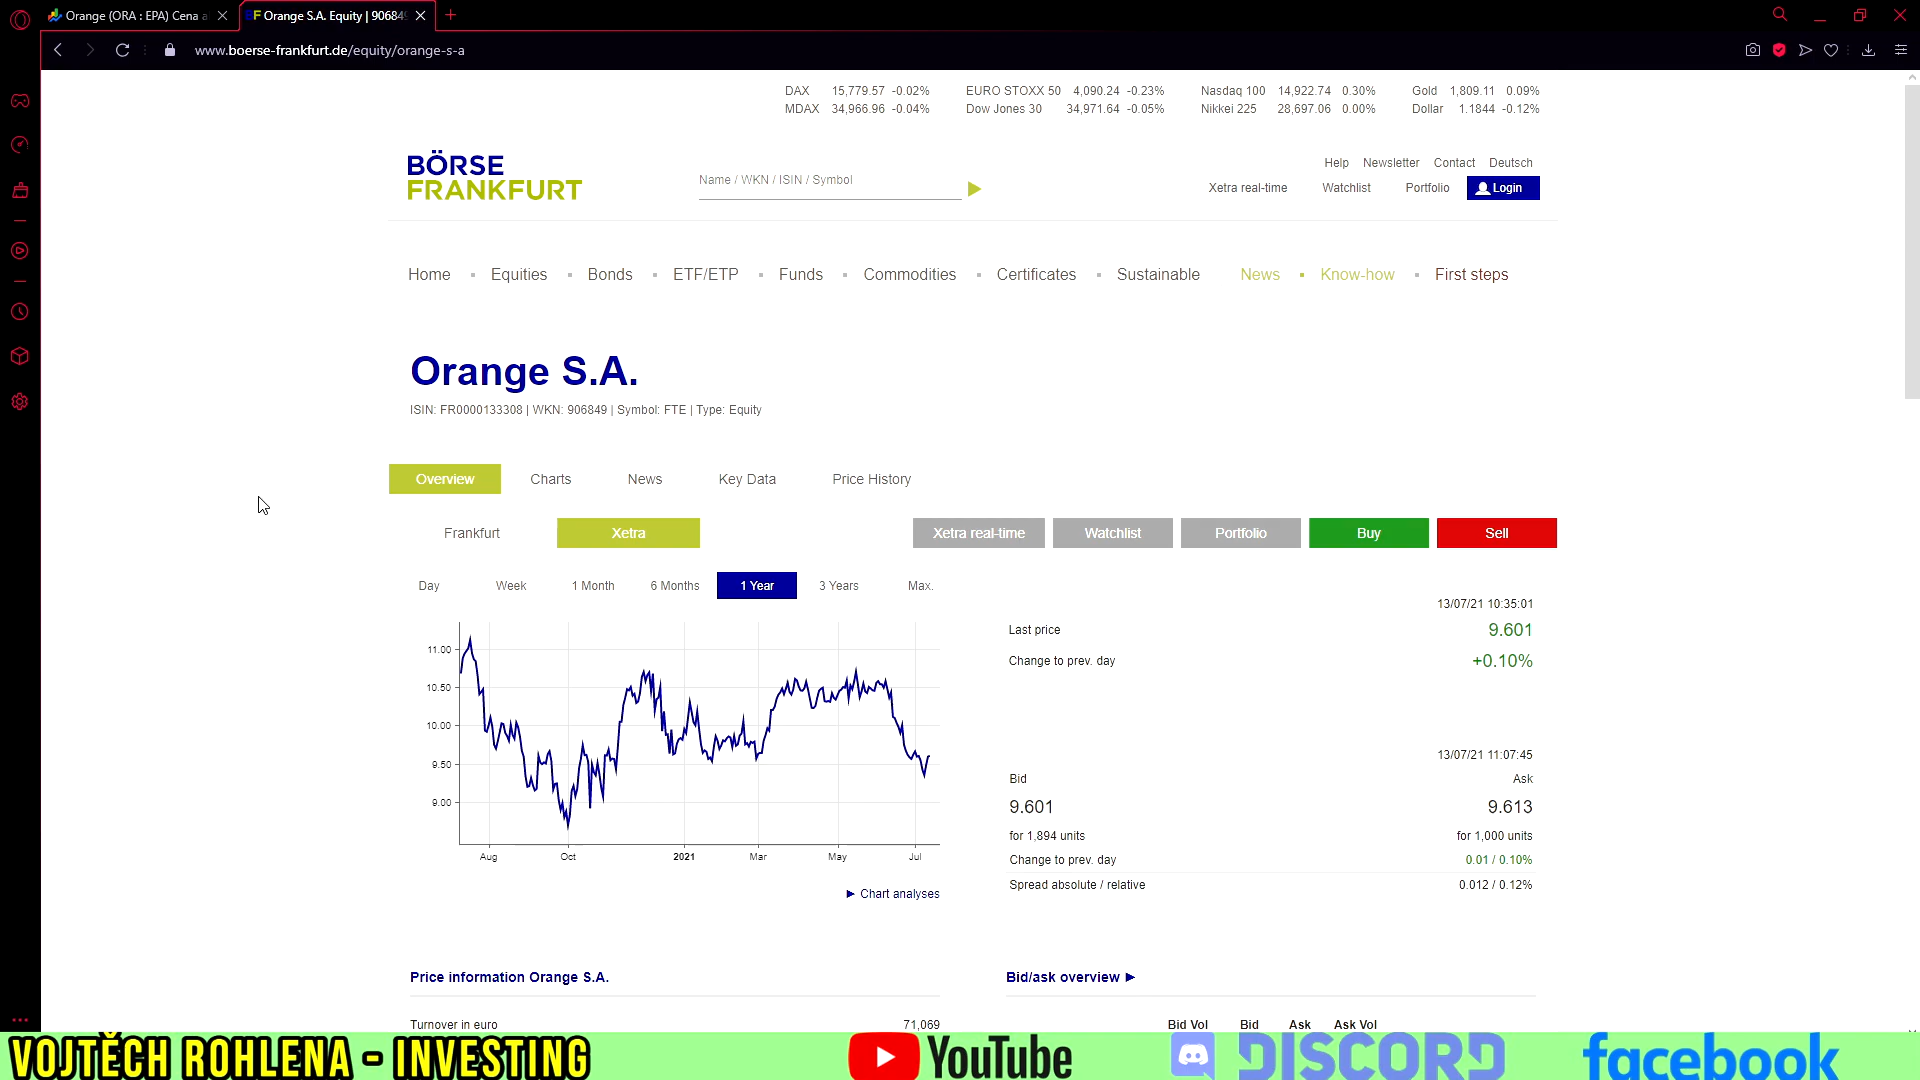 Orange (ORA : EPA) Cena a
Orange S.A. Equity | 906849
www.boerse-frankfurt.de/equity/orange-s-a
DAX 15,779.57 -0.02% EURO STOXX 50 4,090.24 -0.23% Nasdaq 100 14,922.74 0.30% Gold 1,809.11 0.09%
MDAX 34,966.96 -0.04% Dow Jones 30 34,971.64 -0.05% Nikkei 225 28,697.06 0.00% Dollar 1.1844 -0.12%
BÖRSE
FRANKFURT
Name / WKN / ISIN / Symbol
Help Newsletter Contact Deutsch
Xetra real-time Watchlist Portfolio Login
Home Equities Bonds ETF/ETP Funds Commodities Certificates Sustainable News Know-how First steps
Orange S.A.
ISIN: FR0000133308 | WKN: 906849 | Symbol: FTE | Type: Equity
Overview Charts News Key Data Price History
Frankfurt Xetra Xetra real-time Watchlist Portfolio Buy Sell
Day Week 1 Month 6 Months 1 Year 3 Years Max.
11.00
10.50
10.00
9.50
9.00
Aug Oct 2021 Mar May Jul
Chart analyses
13/07/21 10:35:01
Last price 9.601
Change to prev. day +0.10%
13/07/21 11:07:45
Bid Ask
9.601 9.613
for 1,894 units for 1,000 units
Change to prev. day 0.01 / 0.10%
Spread absolute / relative 0.012 / 0.12%
Price information Orange S.A. Bid/ask overview
Turnover in euro 71,069 Bid Vol Bid Ask Ask Vol
VOJTĚCH ROHLENA - INVESTING YouTube DISCORD facebook